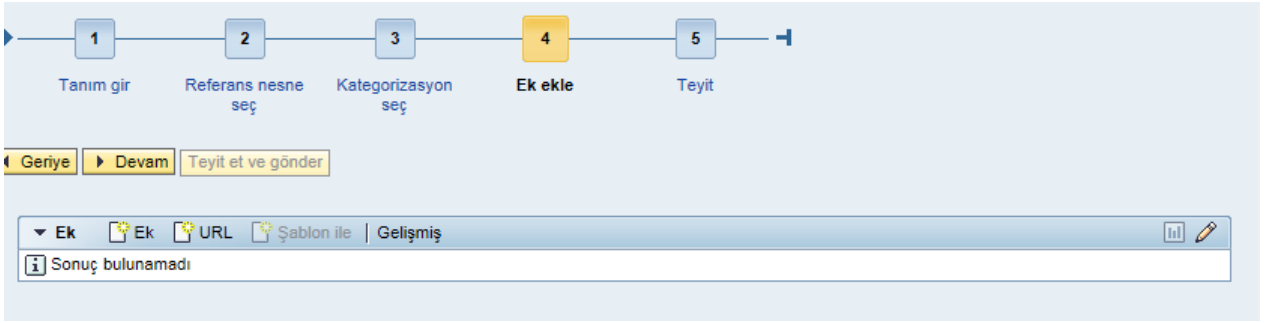 1 2 3 4 5
Tanım gir Referans nesne Kategorizasyon Ek ekle Teyit
seç seç
Geriye Devam Teyit et ve gönder
Ek Ek URL Şablon ile | Gelişmiş
Sonuç bulunamadı